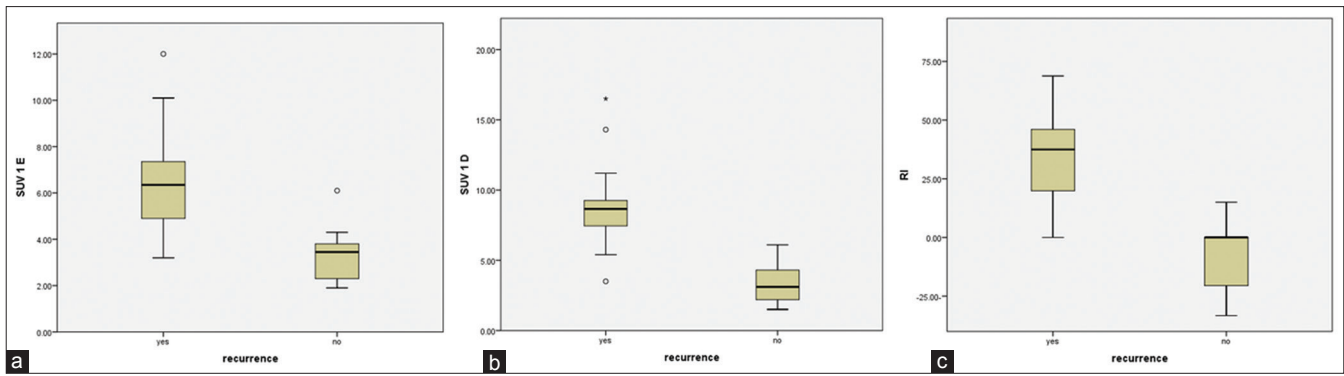 12.00
10.00
8.00
6.00
4.00
2.00
0.00
SUV 1 E
yes
no
recurrence
a
20.00
15.00
10.00
5.00
0.00
SUV 1 D
*
yes
no
recurrence
b
75.00
50.00
25.00
0.00
-25.00
RI
yes
no
recurrence
c